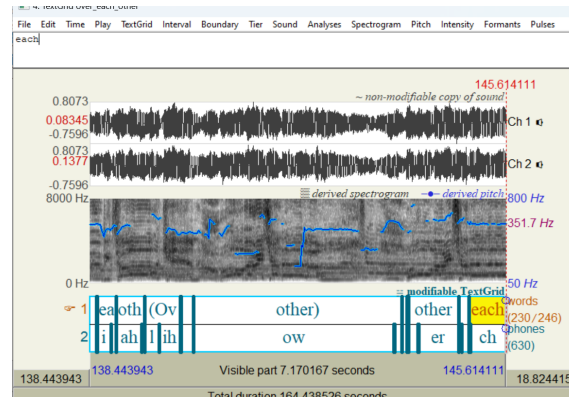 4. TextGrid over_each_other
File Edit Time Play TextGrid Interval Boundary Tier Sound Analyses Spectrogram Pitch Intensity Formants Pulses
each
145.614111
~ non-modifiable copy of sound
0.8073
0.08345
-0.7596
Ch 1
0.8073
0.1377
-0.7596
Ch 2
derived spectrogram derived pitch
8000 Hz
800 Hz
351.7 Hz
0 Hz
50 Hz
modifiable TextGrid
1 ea oth (Ov other) other each words (230/246)
2 i ah l ih ow er ch phones (630)
138.443943 Visible part 7.170167 seconds 145.614111
138.443943 18.824415
Total duration 164.438526 seconds